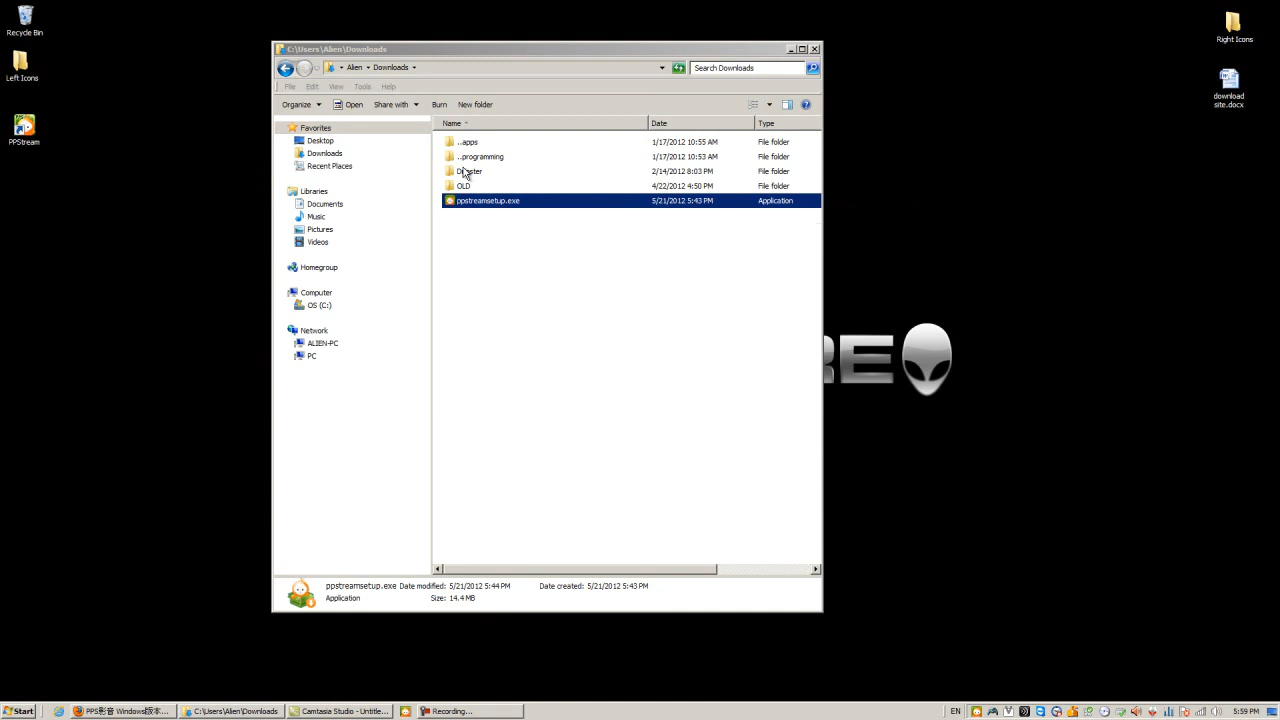 Recycle Bin
Left Icons
PPStream
Right Icons
download
site.docx
C:\Users\Alien\Downloads
Alien
Downloads
Search Downloads
File Edit View Tools Help
Organize Open Share with Burn New folder
Name Date Type
Favorites
Desktop
Downloads
Recent Places
Libraries
Documents
Music
Pictures
Videos
Homegroup
Computer
OS (C:)
Network
ALIEN-PC
PC
..apps 1/17/2012 10:55 AM File folder
..programming 1/17/2012 10:53 AM File folder
2/14/2012 8:03 PM File folder
OLD 4/22/2012 4:50 PM File folder
ppstreamsetup.exe 5/21/2012 5:43 PM Application
RE
ppstreamsetup.exe Date modified: 5/21/2012 5:44 PM Date created: 5/21/2012 5:43 PM
Application Size: 14.4 MB
Start
PPS影音 Windows版本...
C:\Users\Alien\Downloads
Camtasia Studio - Untitle...
Recording...
EN
5:59 PM